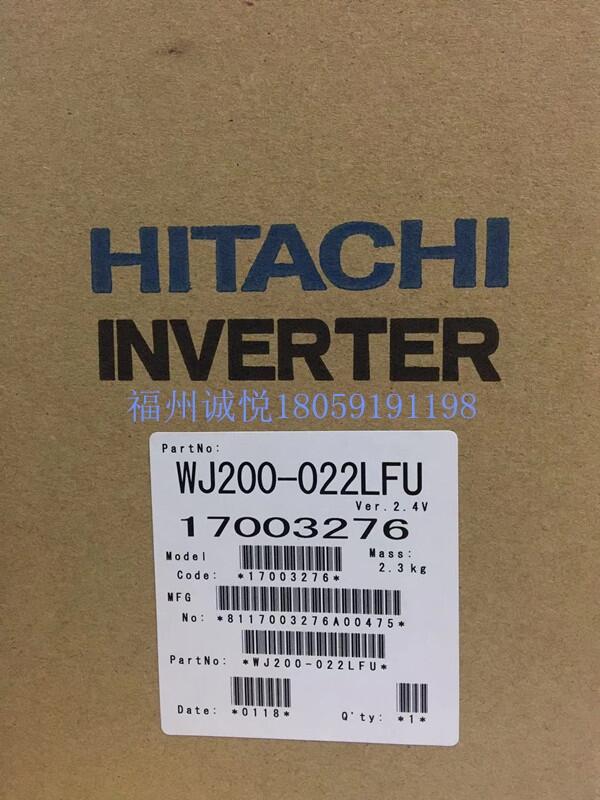 HITACHI
INVERTER
福州诚悦18059191198
PartNo:
WJ200-022LFU
Ver.2.4V
17003276
Model Mass:
2.3kg
Code: *17003276*
MFG
No: *8117003276A00475*
PartNo: *WJ200-022LFU*
Date: *0118* Q'ty: *1*